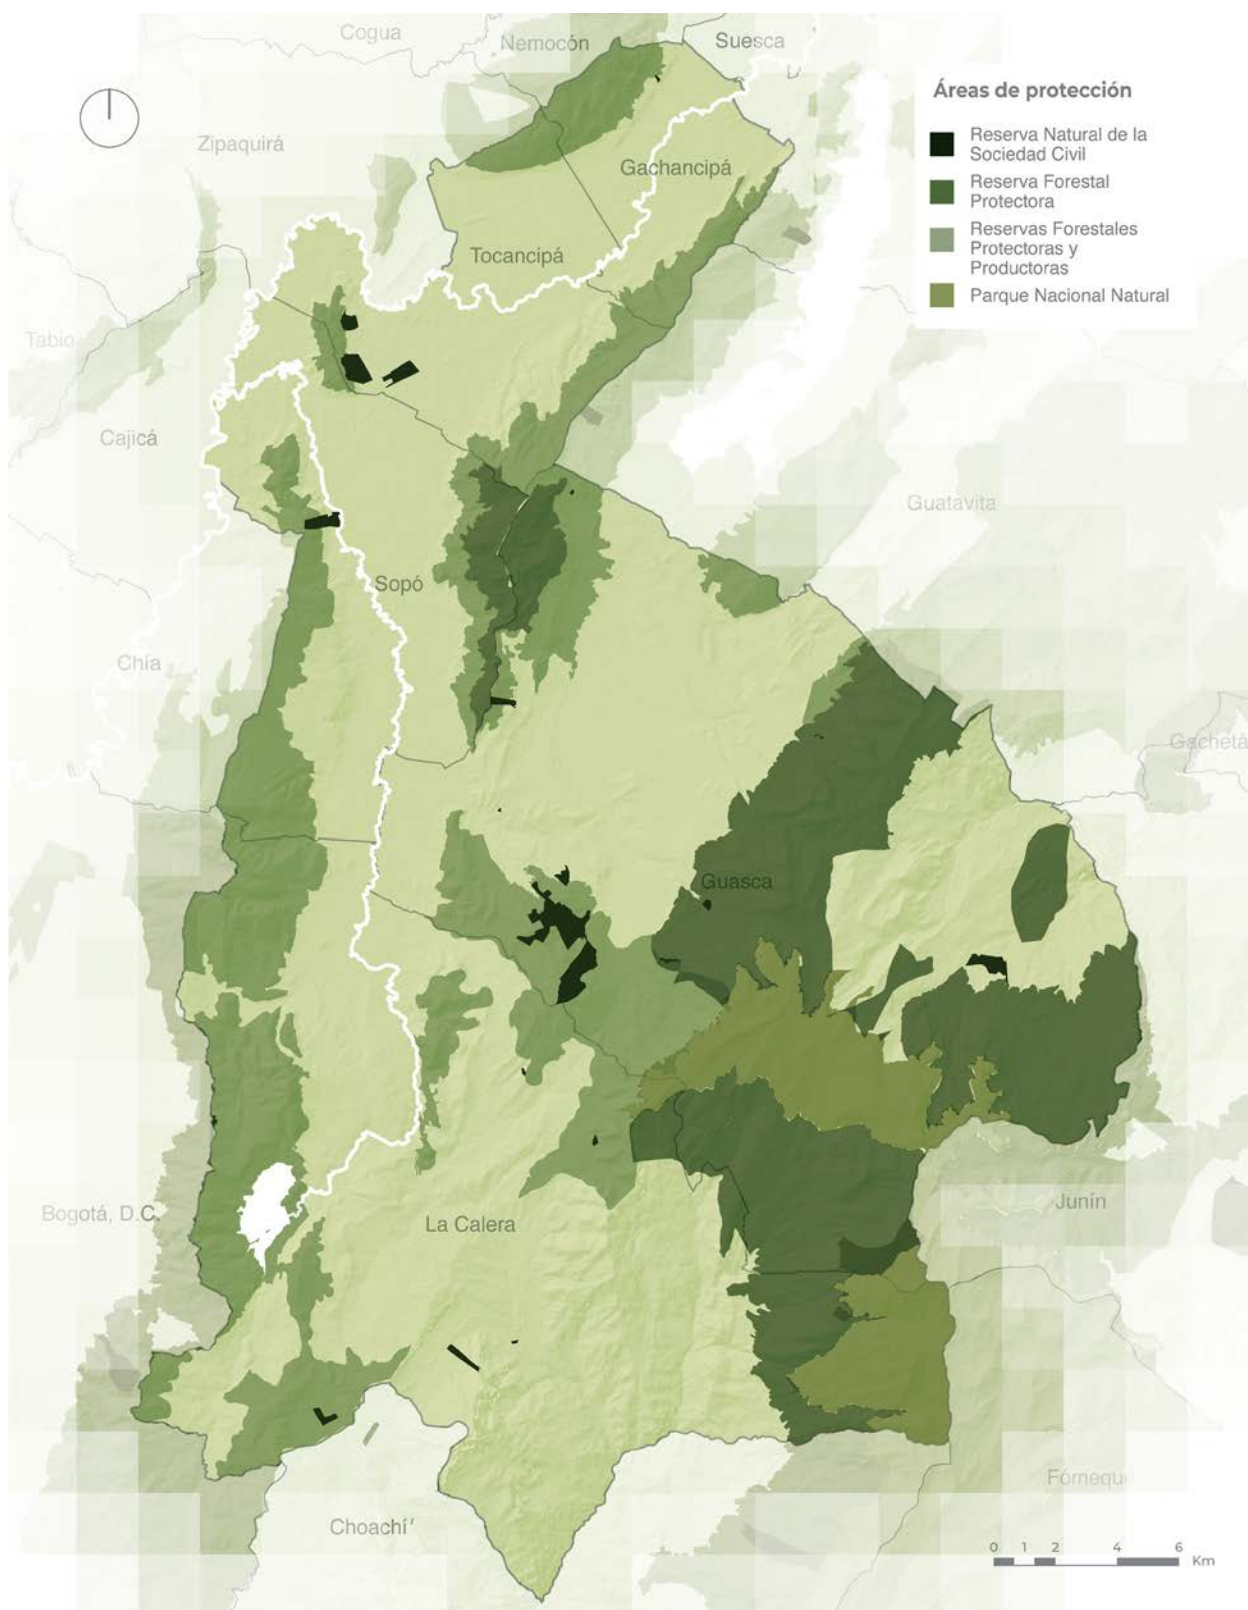 Cogua
Nemocón
Suesca
Áreas de protección
Reserva Natural de la
Sociedad Civil
Reserva Forestal
Protectora
Reservas Forestales
Protectoras y
Productoras
Parque Nacional Natural
Zipaquirá
Gachancipá
Tocancipá
Tabio
Cajicá
Guatavita
Sopó
Chía
Gachetá
Guasca
Junín
Bogotá, D.C.
La Calera
Fómequ
Choachí'
0 1 2 4 6
Km